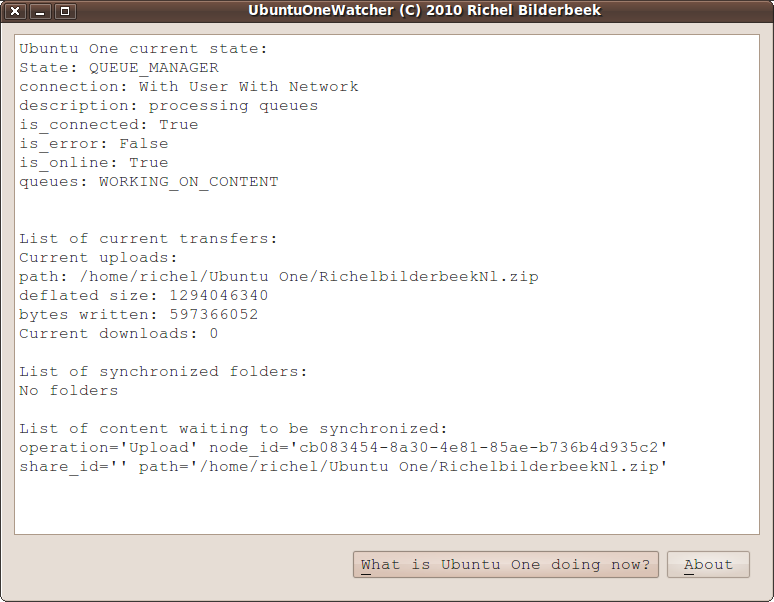 UbuntuOneWatcher (C) 2010 Richel Bilderbeek
Ubuntu One current state:
State: QUEUE_MANAGER
connection: With User With Network
description: processing queues
is_connected: True
is_error: False
is_online: True
queues: WORKING_ON_CONTENT
List of current transfers:
Current uploads:
path: /home/richel/Ubuntu One/RichelbilderbeekNl.zip
deflated size: 1294046340
bytes written: 597366052
Current downloads: 0
List of synchronized folders:
No folders
List of content waiting to be synchronized:
operation='Upload' node_id='cb083454-8a30-4e81-85ae-b736b4d935c2'
share_id='' path='/home/richel/Ubuntu One/RichelbilderbeekNl.zip'
What is Ubuntu One doing now? About